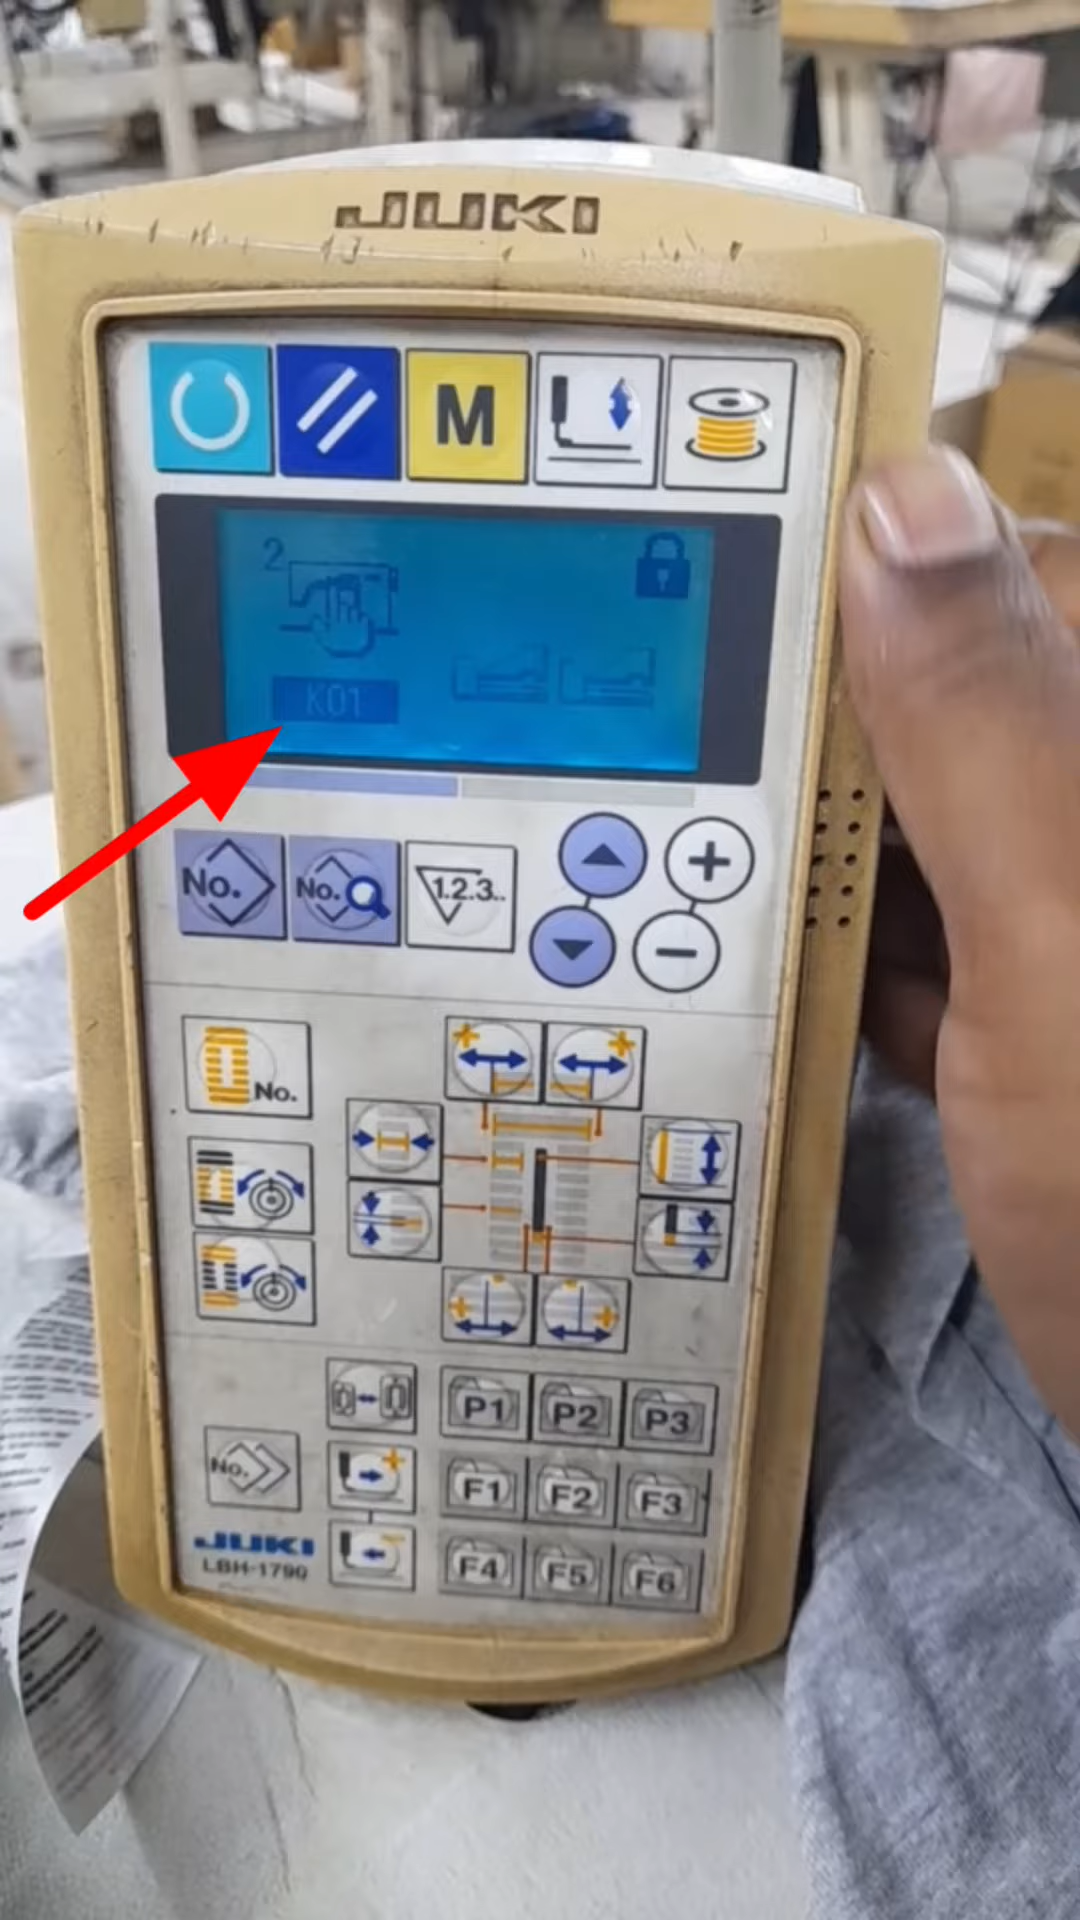 JUKI
M
2
K01
No.
No.
1.2.3..
No.
P1
P2
P3
No.
F1
F2
F3
JUKI
LBH-1790
F4
F5
F6